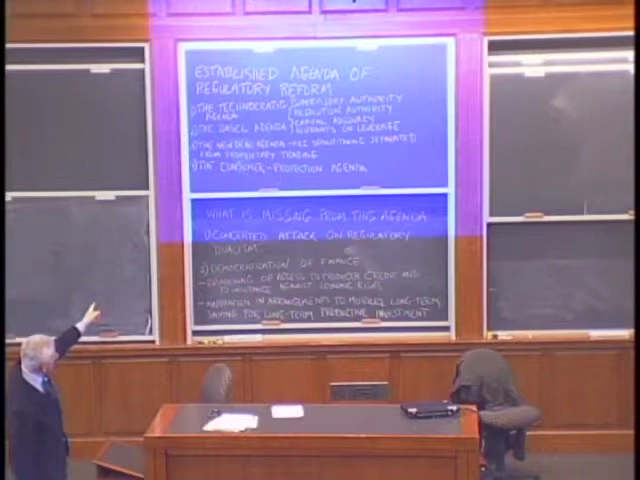 ESTABLISHED AGENDA OF
REGULATORY REFORM
1) THE TECHNOCRATIC AGENDA { SUPERVISORY AUTHORITY
RESOLUTION AUTHORITY
2) THE BASEL AGENDA { CAPITAL ADEQUACY
RESTRAINTS ON LEVERAGE
3) THE NEW DEAL AGENDA - SEPARATED
FROM PROPRIETARY TRADING
4) THE CONSUMER-PROTECTION AGENDA
WHAT IS MISSING FROM THIS AGENDA
1) CONCERTED ATTACK ON REGULATORY
DUALISM
2) DEMOCRATIZATION OF FINANCE
- BROADENING OF ACCESS TO PRODUCER CREDIT AND
TO INSURANCE AGAINST ECONOMIC RISKS
- INNOVATION IN ARRANGEMENTS TO MOBILIZE LONG-TERM
SAVING FOR LONG-TERM PRODUCTIVE INVESTMENT